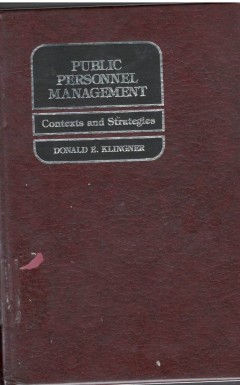 PUBLIC
PERSONNEL
MANAGEMENT
Contexts and Strategies
DONALD E. KLINGNER